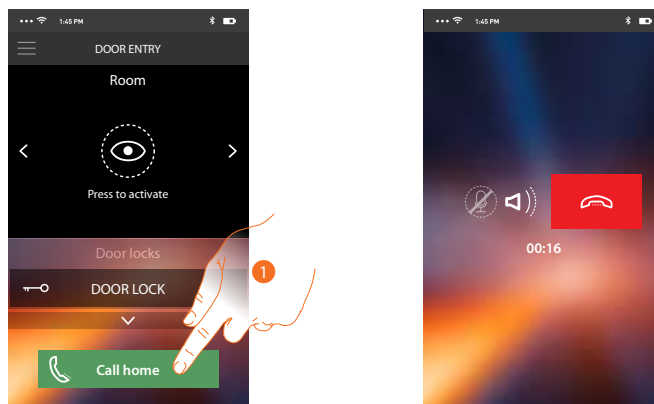 1:45 PM
DOOR ENTRY
Room
Press to activate
Door locks
DOOR LOCK
1
Call home
1:45 PM
00:16